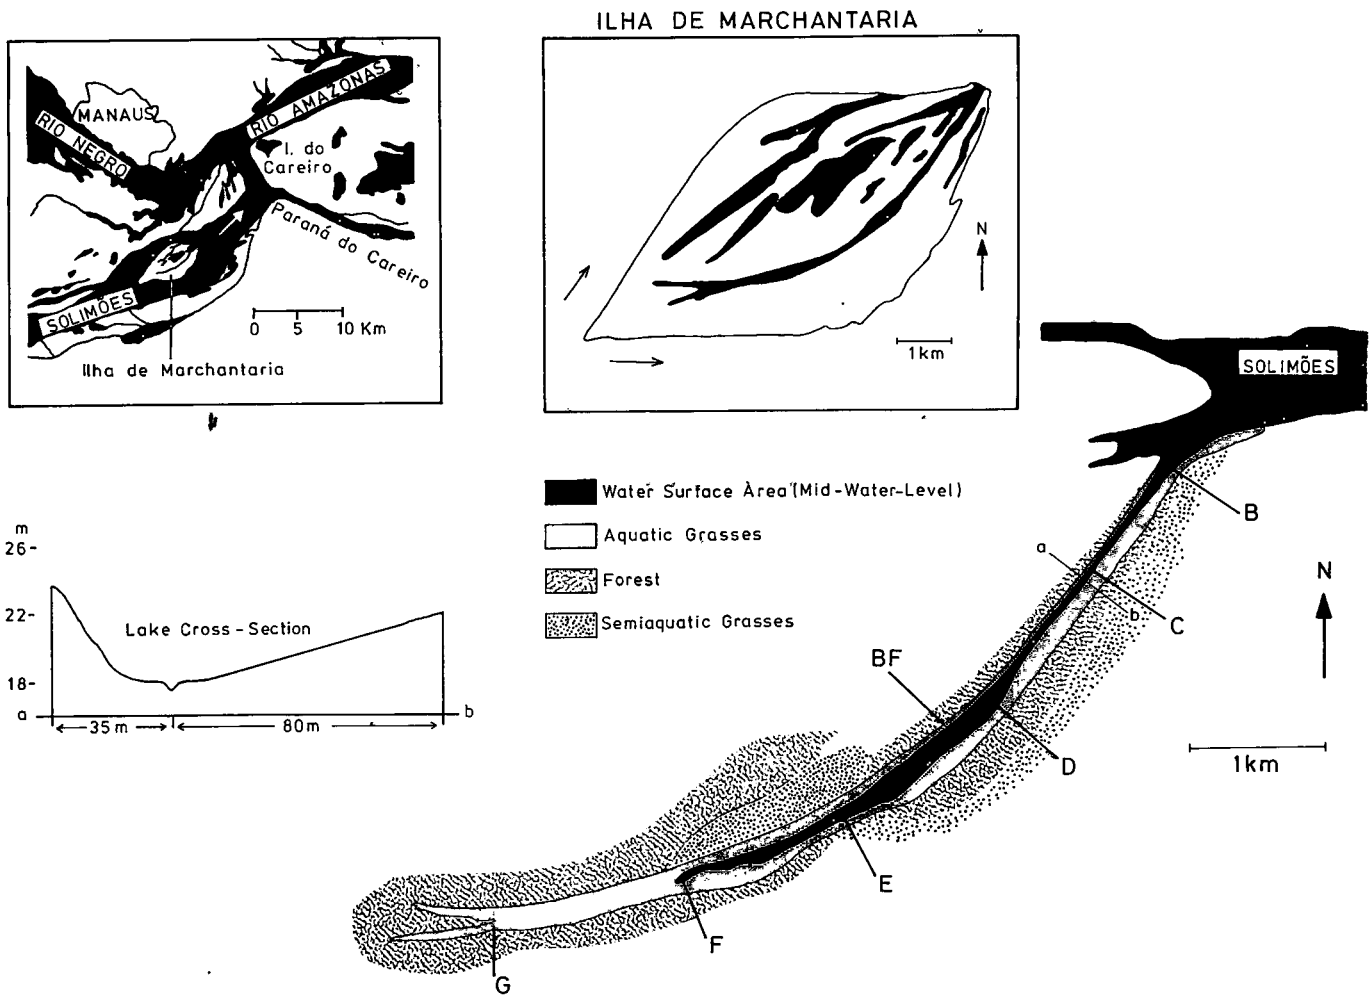 ILHA DE MARCHANTARIA
MANAUS
RIO NEGRO
RIO AMAZONAS
I. do
Careiro
Paraná do Careiro
SOLIMÕES
0 5 10 Km
Ilha de Marchantaria
N
1km
SOLIMÕES
Water Surface Area (Mid-Water-Level)
Aquatic Grasses
Forest
Semiaquatic Grasses
m
26-
22-
18-
Lake Cross-Section
a
b
35m
80m
B
a
b
C
BF
D
E
F
G
N
1km